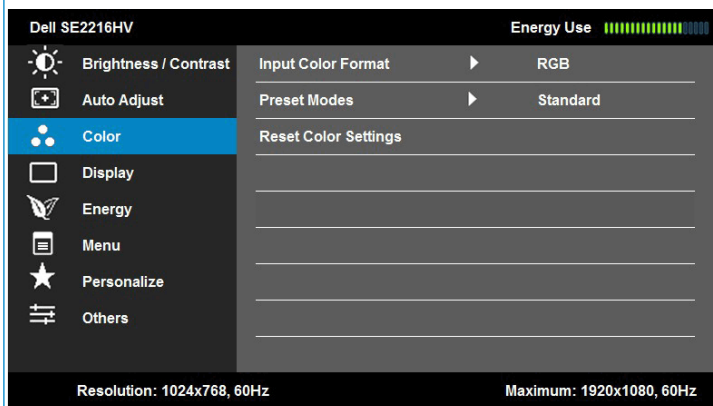 Dell SE2216HV Energy Use
Brightness / Contrast Input Color Format RGB
Auto Adjust Preset Modes Standard
Color Reset Color Settings
Display
Energy
Menu
Personalize
Others
Resolution: 1024x768, 60Hz Maximum: 1920x1080, 60Hz